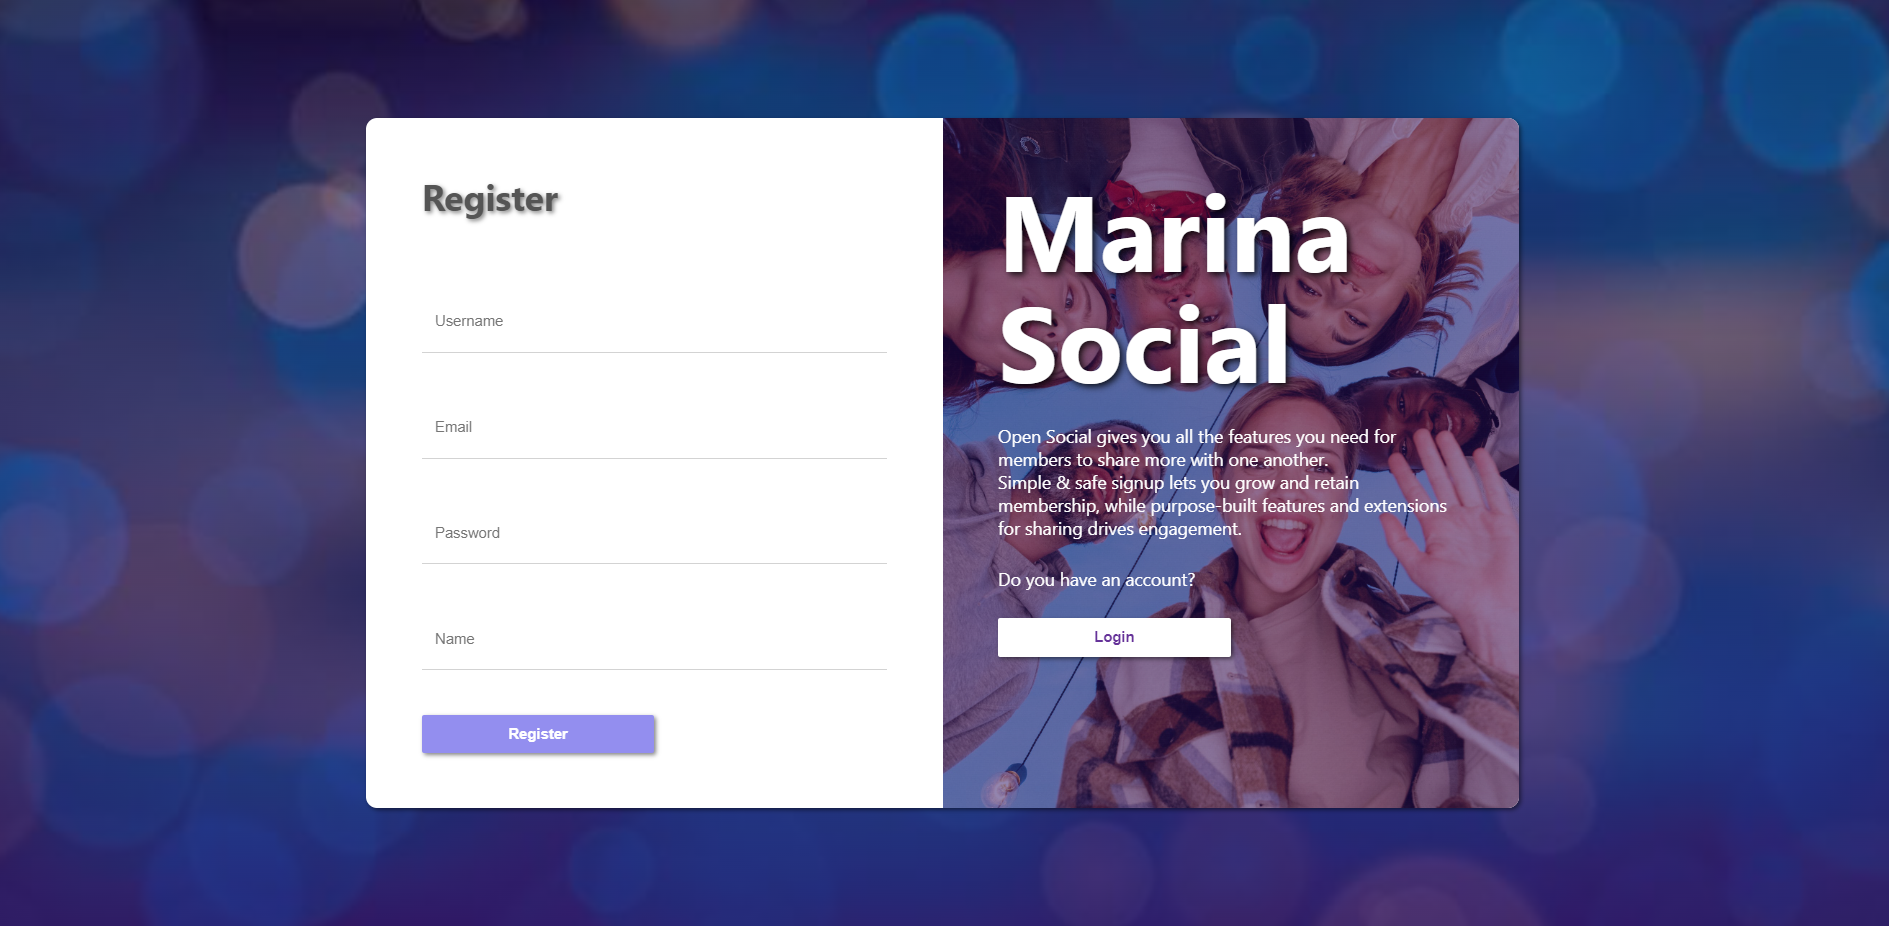 Register
Username
Email
Password
Name
Register
Marina
Social
Open Social gives you all the features you need for
members to share more with one another.
Simple & safe signup lets you grow and retain
membership, while purpose-built features and extensions
for sharing drives engagement.
Do you have an account?
Login